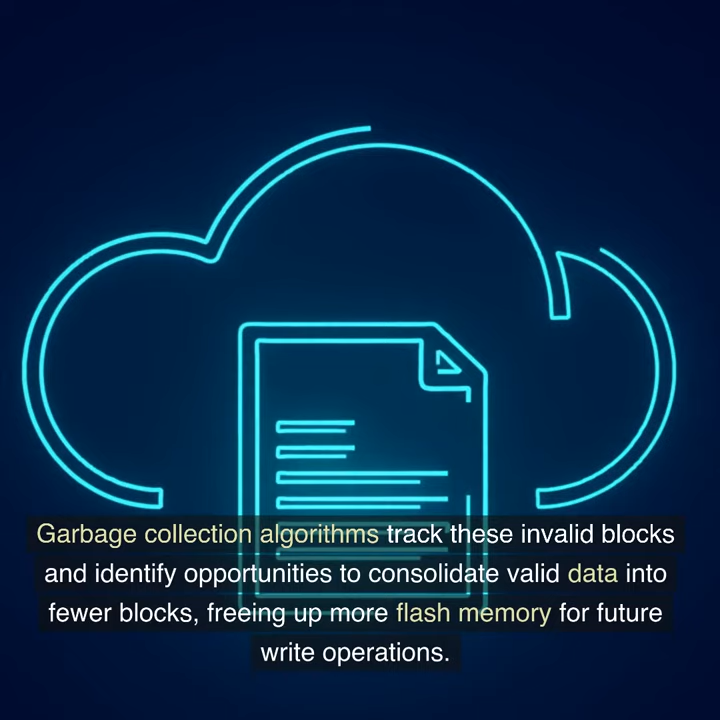 Garbage collection algorithms track these invalid blocks
and identify opportunities to consolidate valid data into
fewer blocks, freeing up more flash memory for future
write operations.